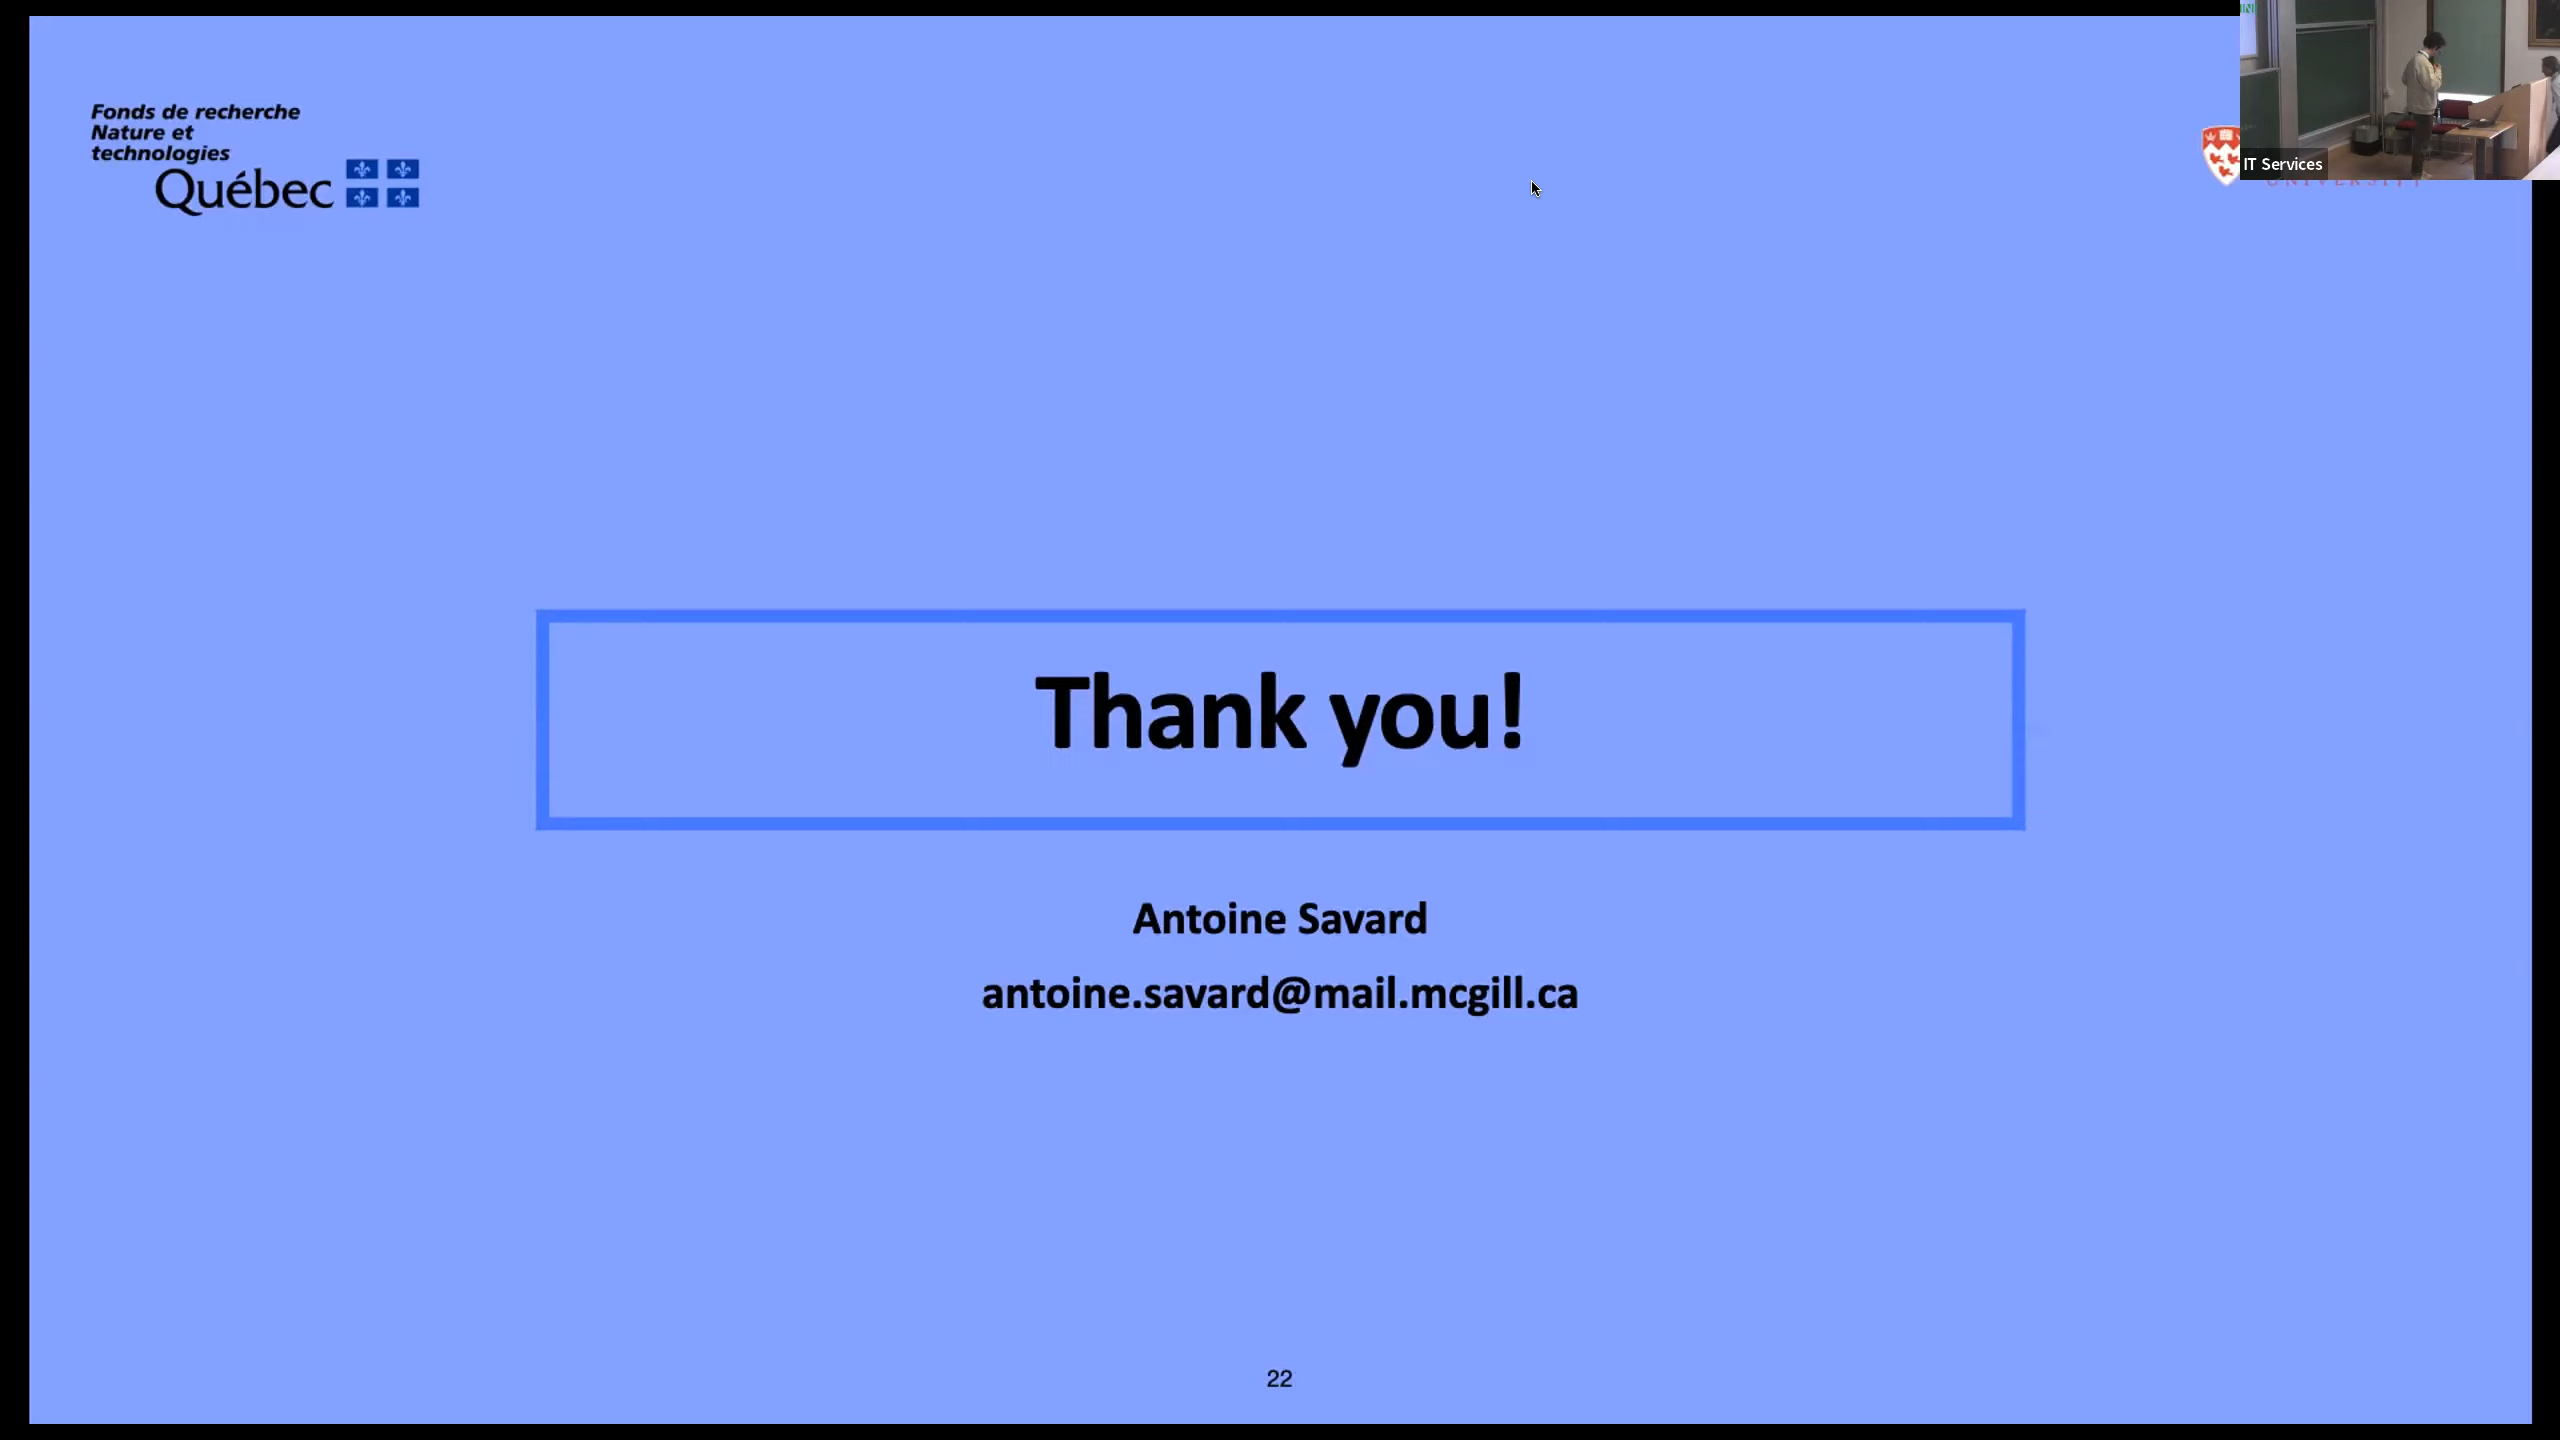 Fonds de recherche
Nature et
technologies
Québec
IT Services
Thank you!
Antoine Savard
antoine.savard@mail.mcgill.ca
22